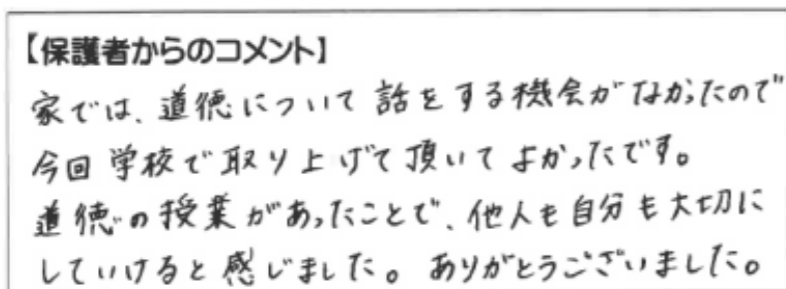 【保護者からのコメント】
家では、道徳について話をする機会がなかったので
今回学校で取り上げて頂いてよかったです。
道徳の授業があったことで、他人も自分も大切に
していけると感じました。ありがとうございました。